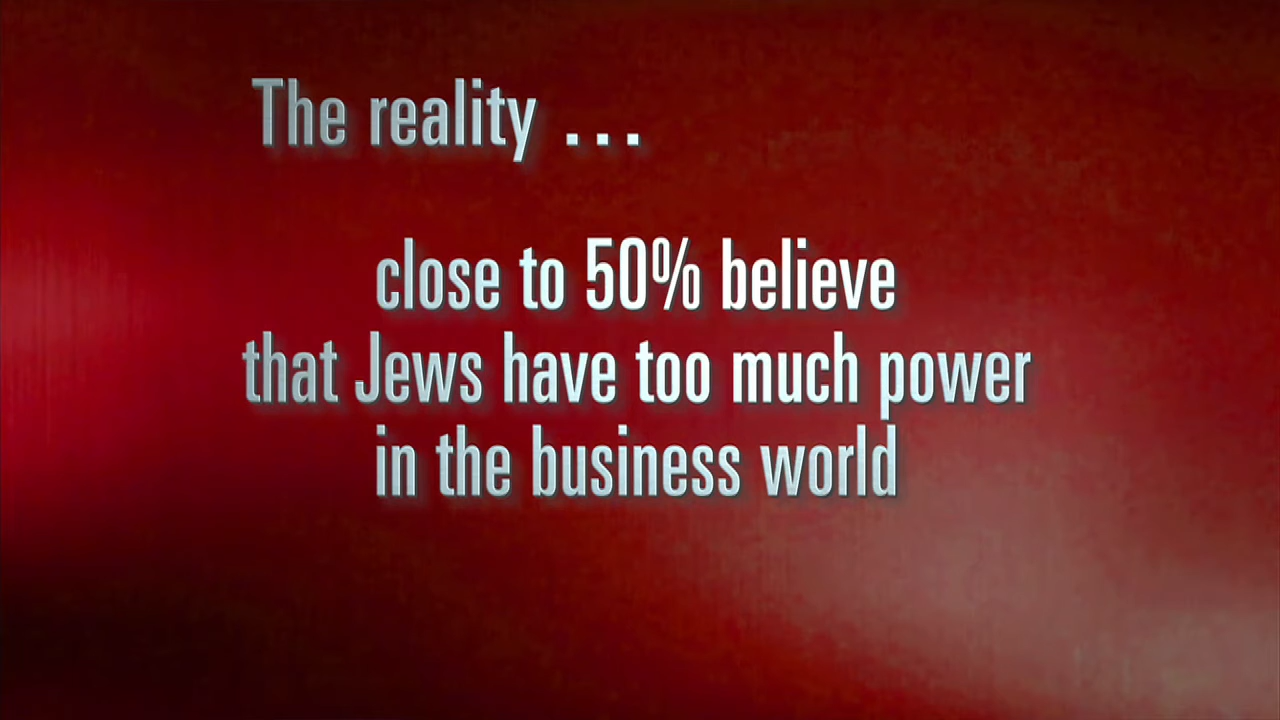 The reality ...
close to 50% believe
that Jews have too much power
in the business world